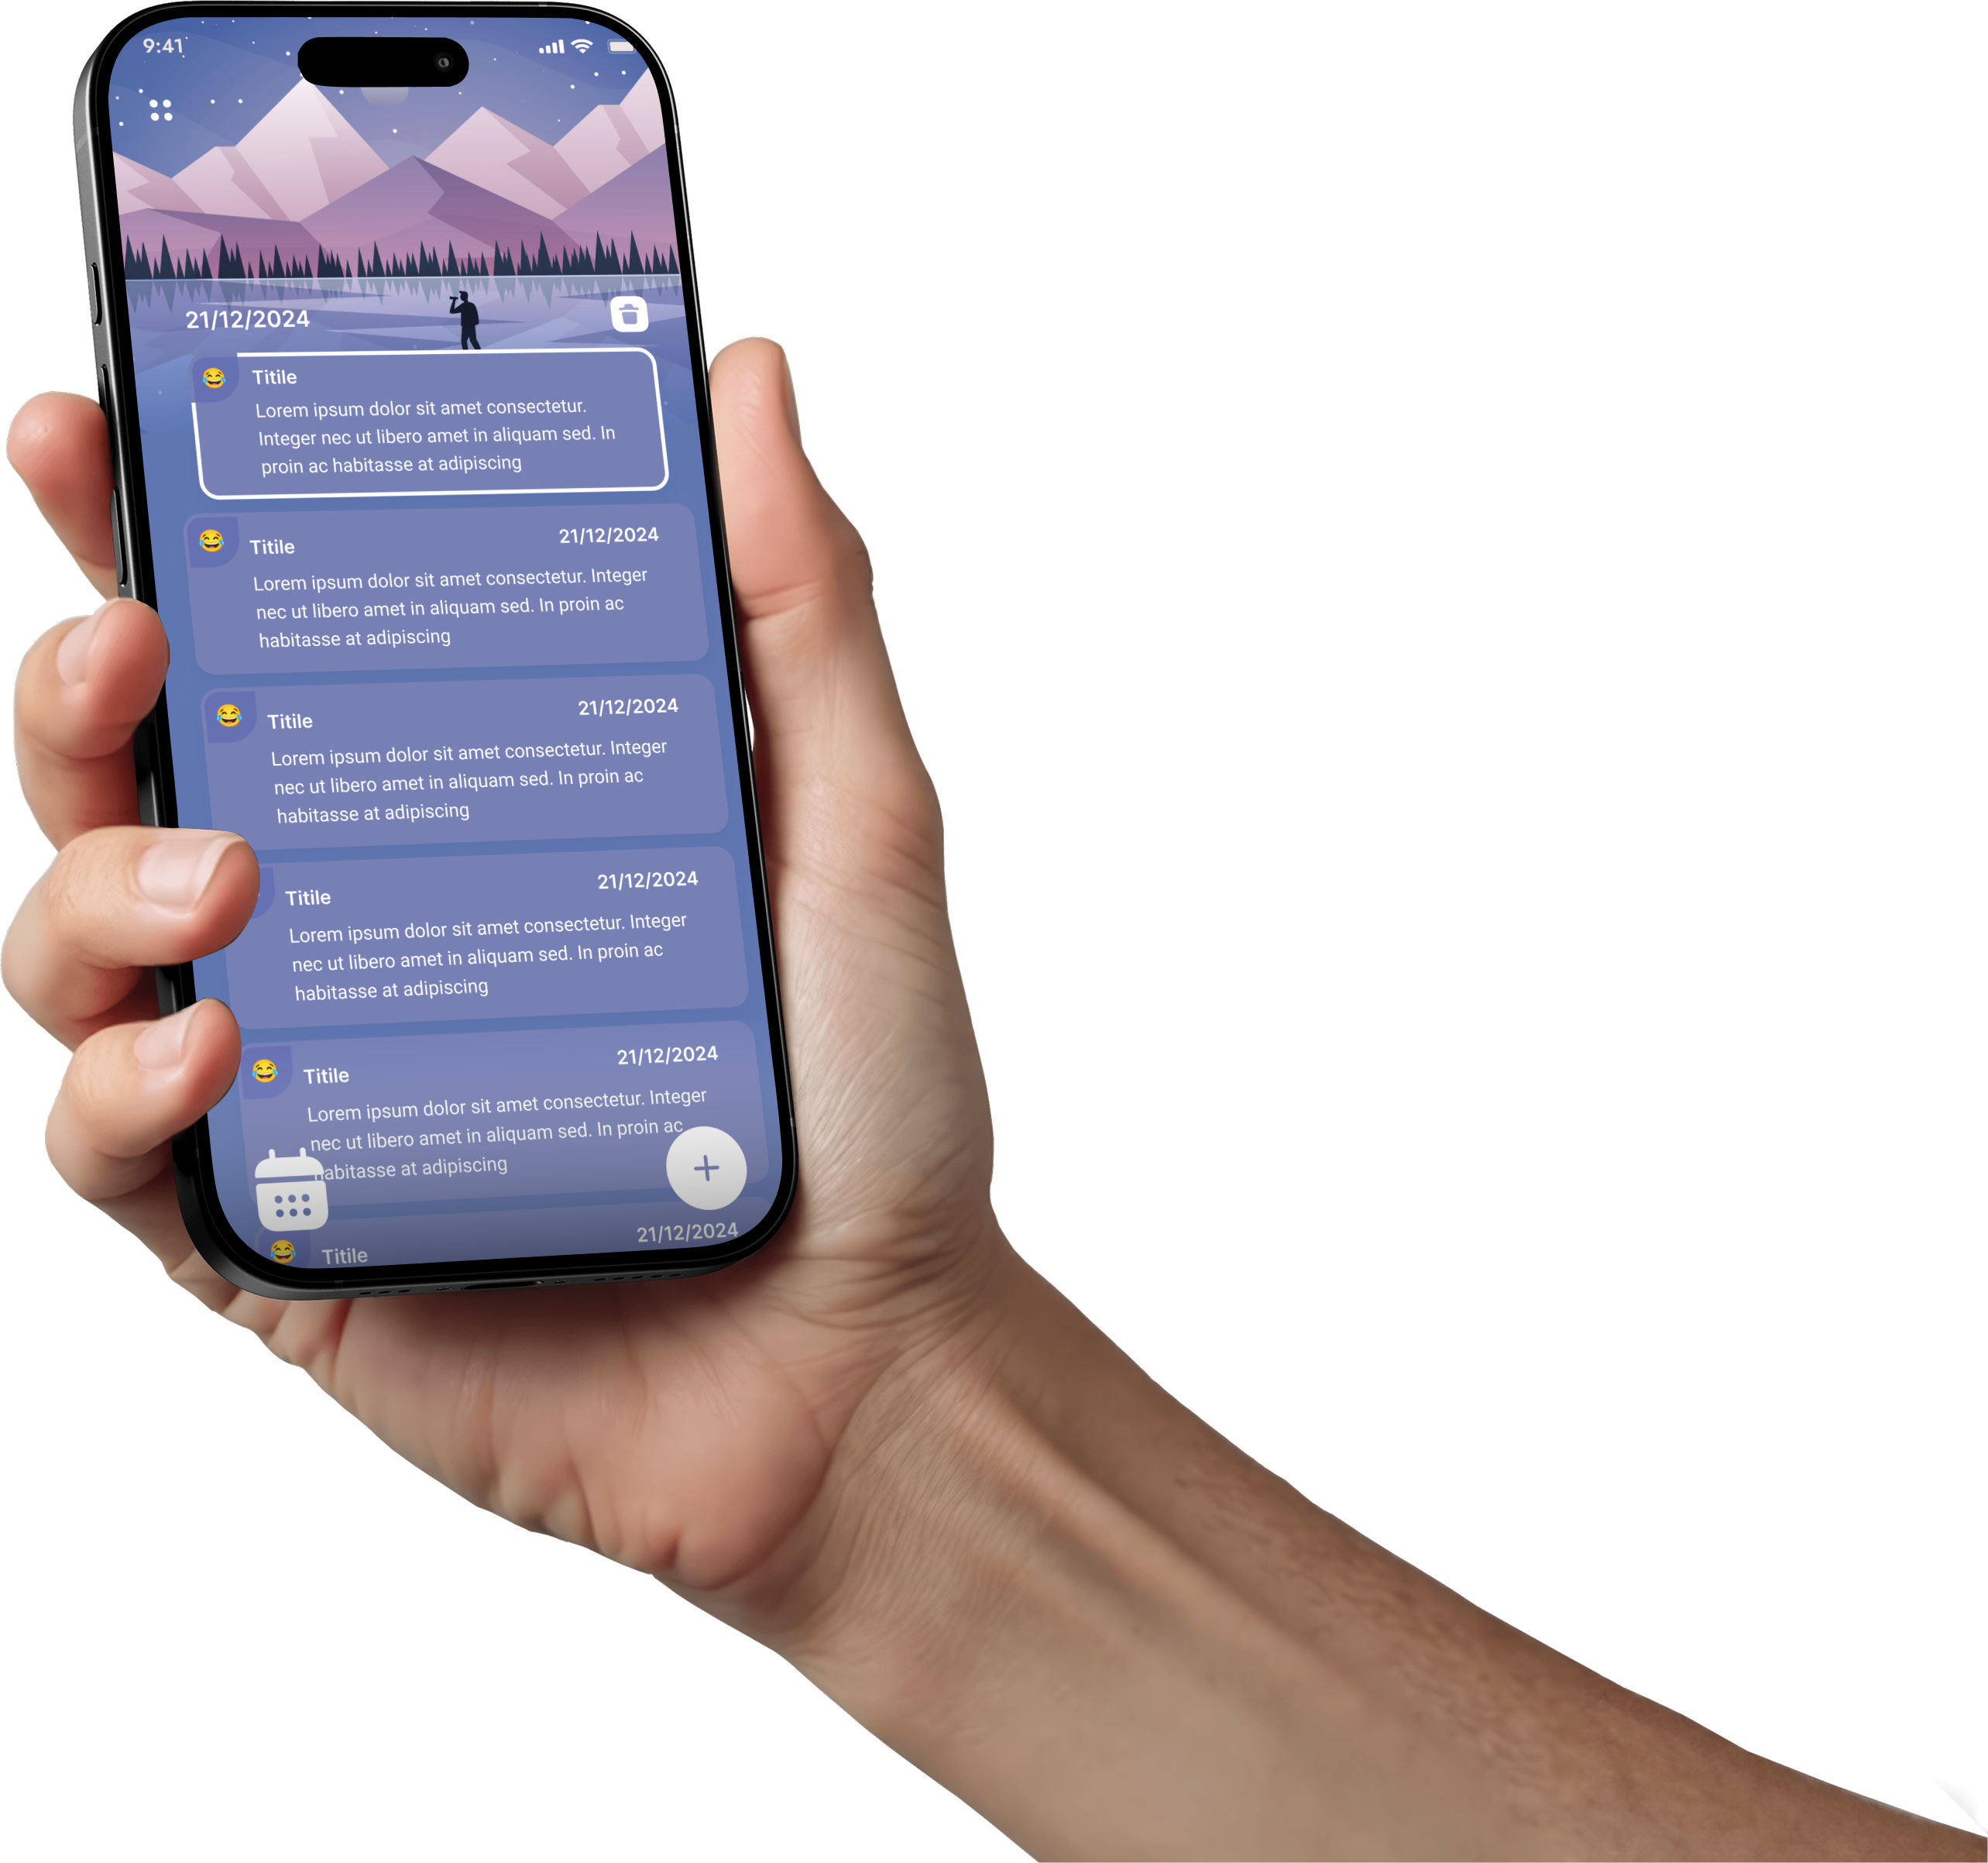 9:41
21/12/2024
Titile
Lorem ipsum dolor sit amet consectetur.
Integer nec ut libero amet in aliquam sed. In
proin ac habitasse at adipiscing
Titile 21/12/2024
Lorem ipsum dolor sit amet consectetur. Integer
nec ut libero amet in aliquam sed. In proin ac
habitasse at adipiscing
Titile 21/12/2024
Lorem ipsum dolor sit amet consectetur. Integer
nec ut libero amet in aliquam sed. In proin ac
habitasse at adipiscing
Titile 21/12/2024
Lorem ipsum dolor sit amet consectetur. Integer
nec ut libero amet in aliquam sed. In proin ac
habitasse at adipiscing
Titile 21/12/2024
Lorem ipsum dolor sit amet consectetur. Integer
nec ut libero amet in aliquam sed. In proin ac
habitasse at adipiscing
Titile 21/12/2024